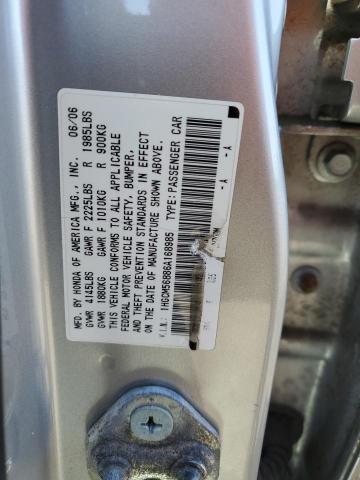 MFD. BY HONDA OF AMERICA MFG., INC. 06/06
GVWR 4145LBS GAWR F 2225LBS R 1985LBS
GVWR 1880KG GAWR F 1010KG R 900KG
THIS VEHICLE CONFORMS TO ALL APPLICABLE
FEDERAL MOTOR VEHICLE SAFETY, BUMPER,
AND THEFT PREVENTION STANDARDS IN EFFECT
ON THE DATE OF MANUFACTURE SHOWN ABOVE.
V.I.N.: 1HGCM56886A168985 TYPE:PASSENGER CAR
-A -A